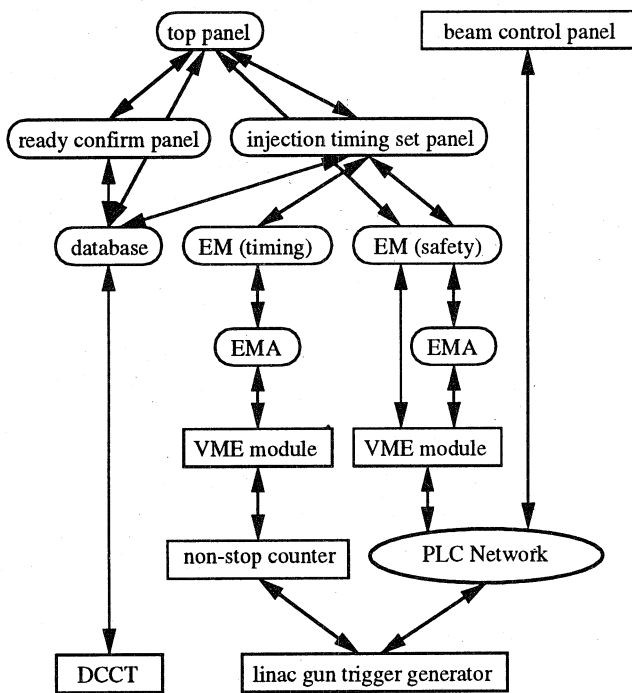 top panel
beam control panel
ready confirm panel
injection timing set panel
database
EM (timing)
EM (safety)
EMA
EMA
VME module
VME module
non-stop counter
PLC Network
DCCT
linac gun trigger generator